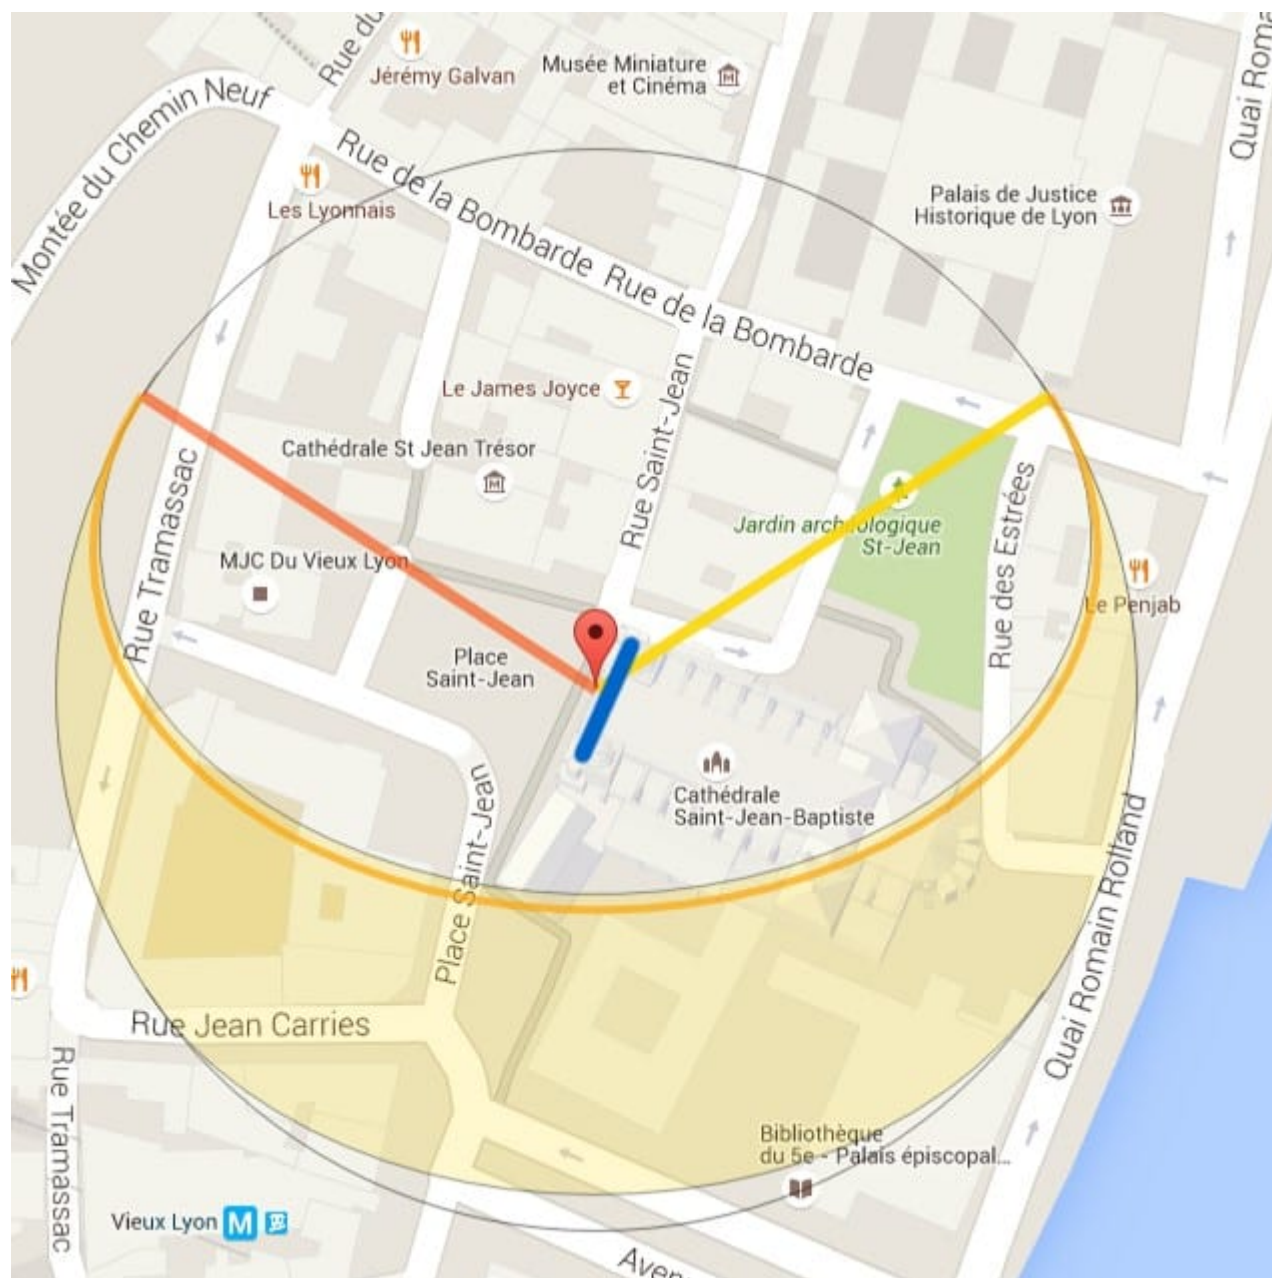 Rue du
Jérémy Galvan
Musée Miniature
et Cinéma
Quai Roma
Montée du Chemin Neuf
Rue de la Bombarde
Les Lyonnais
Palais de Justice
Historique de Lyon
Rue de la Bombarde
Le James Joyce
Rue Saint-Jean
Cathédrale St Jean Trésor
Rue Tramassac
Jardin archéologique
St-Jean
Rue des Estrées
MJC Du Vieux Lyon
Le Penjab
Place
Saint-Jean
Cathédrale
Saint-Jean-Baptiste
Place Saint-Jean
Quai Romain Rolland
Rue Jean Carries
Rue Tramassac
Bibliothèque
du 5e - Palais épiscopal...
Vieux Lyon M
Aven